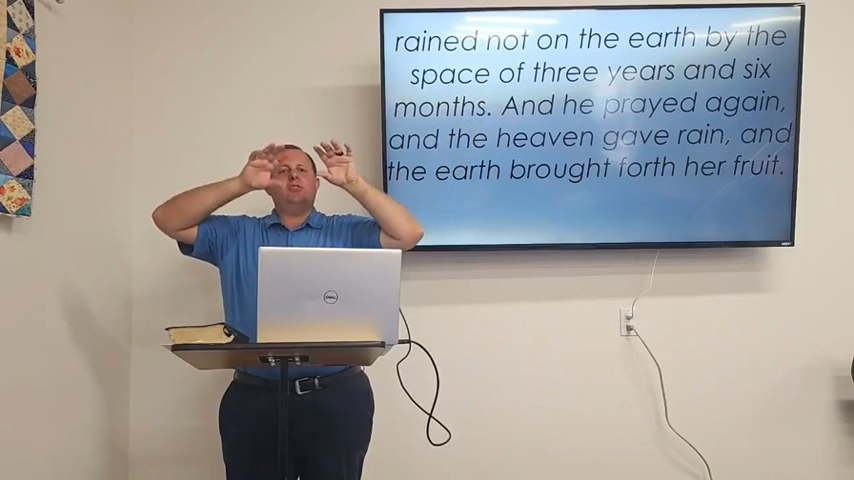 rained not on the earth by the
space of three years and six
months. And he prayed again,
and the heaven gave rain, and
the earth brought forth her fruit.
DELL